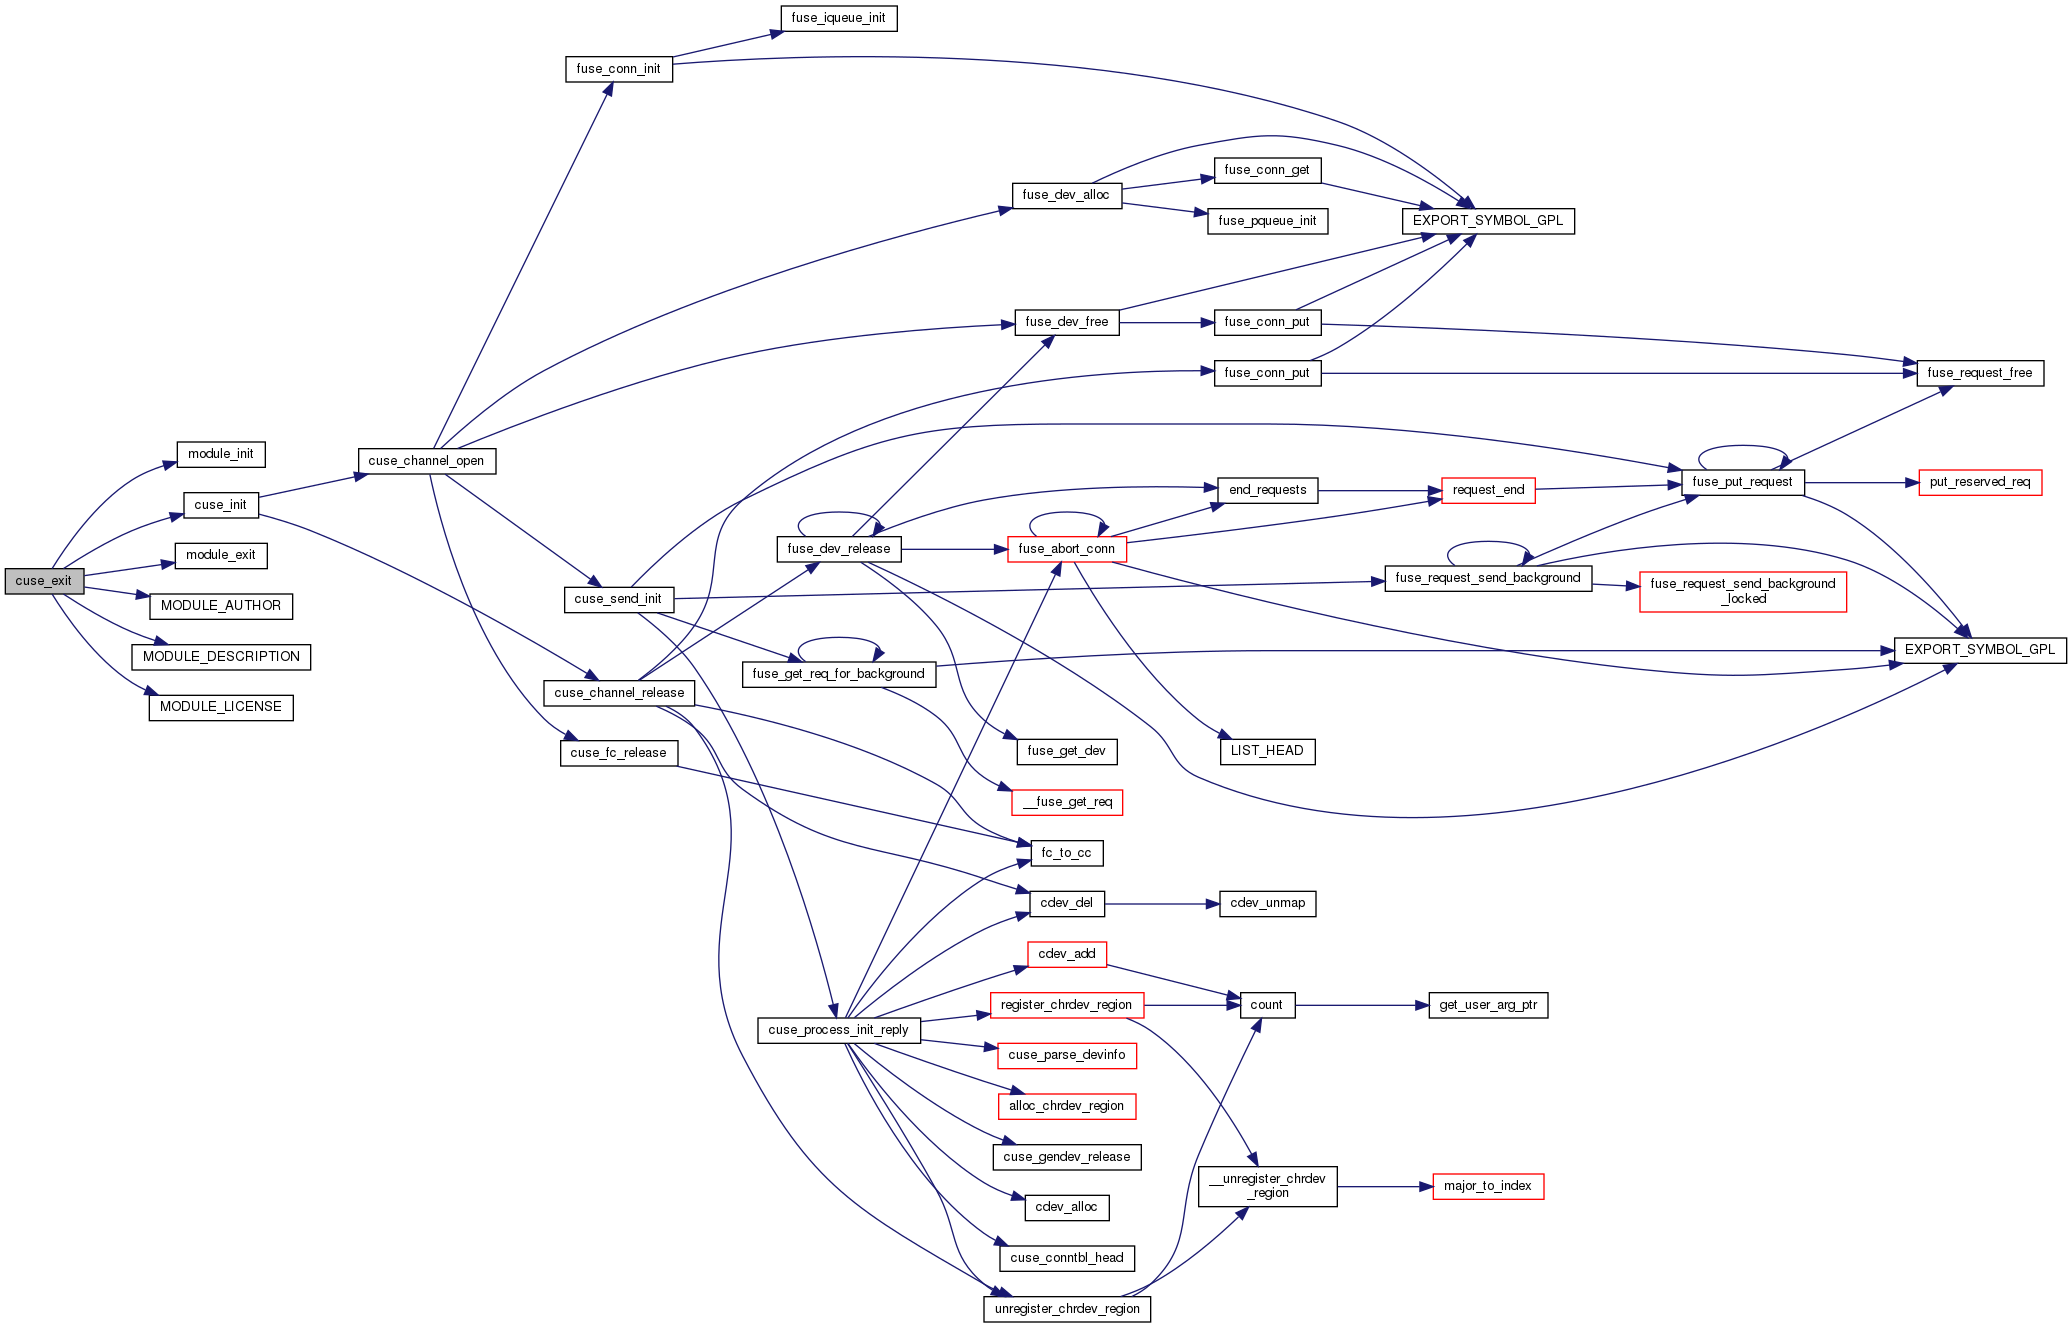 fuse_iqueue_init
fuse_conn_init
fuse_conn_get
fuse_dev_alloc
fuse_pqueue_init
EXPORT_SYMBOL_GPL
fuse_dev_free
fuse_conn_put
fuse_conn_put
fuse_request_free
module_init
cuse_channel_open
cuse_init
end_requests
request_end
fuse_put_request
put_reserved_req
module_exit
fuse_dev_release
fuse_abort_conn
cuse_exit
fuse_request_send_background
fuse_request_send_background
_locked
MODULE_AUTHOR
cuse_send_init
MODULE_DESCRIPTION
EXPORT_SYMBOL_GPL
fuse_get_req_for_background
cuse_channel_release
MODULE_LICENSE
cuse_fc_release
fuse_get_dev
LIST_HEAD
__fuse_get_req
fc_to_cc
cdev_del
cdev_unmap
cdev_add
register_chrdev_region
count
get_user_arg_ptr
cuse_process_init_reply
cuse_parse_devinfo
alloc_chrdev_region
cuse_gendev_release
__unregister_chrdev
_region
major_to_index
cdev_alloc
cuse_conntbl_head
unregister_chrdev_region